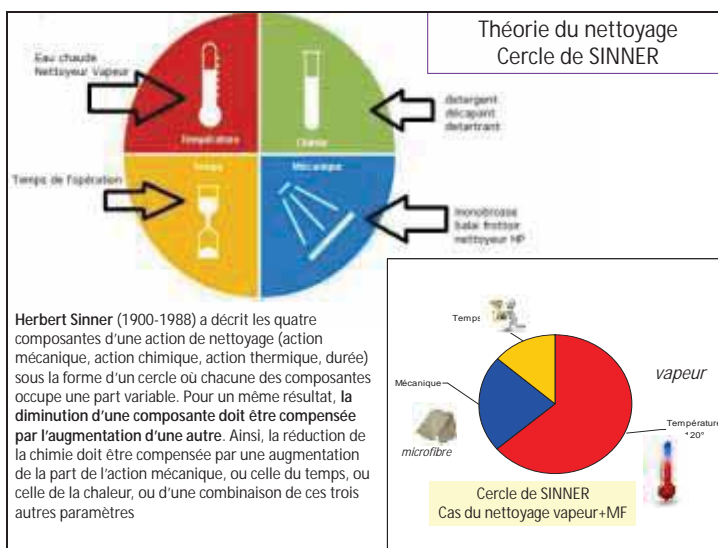 Théorie du nettoyage
Cercle de SINNER
Eau chaude
Nettoyeur Vapeur
Température
Chimie
détergent
décapant
détartrant
Temps
Mécanique
Temps de l'opération
monobrosse
balai frottoir
nettoyeur HP
Herbert Sinner (1900-1988) a décrit les quatre
composantes d'une action de nettoyage (action
mécanique, action chimique, action thermique, durée)
sous la forme d'un cercle où chacune des composantes
occupe une part variable. Pour un même résultat, la
diminution d'une composante doit être compensée
par l'augmentation d'une autre. Ainsi, la réduction de
la chimie doit être compensée par une augmentation
de la part de l'action mécanique, ou celle du temps, ou
celle de la chaleur, ou d'une combinaison de ces trois
autres paramètres
Temps
Mécanique
microfibre
vapeur
Température
Cercle de SINNER
Cas du nettoyage vapeur+MF